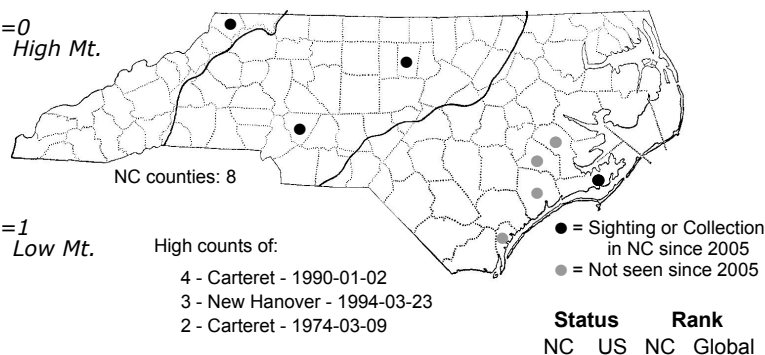 =0
High Mt.
NC counties: 8
=1
Low Mt.
High counts of:
4 - Carteret - 1990-01-02
3 - New Hanover - 1994-03-23
2 - Carteret - 1974-03-09
● = Sighting or Collection
in NC since 2005
● = Not seen since 2005
Status Rank
NC US NC Global